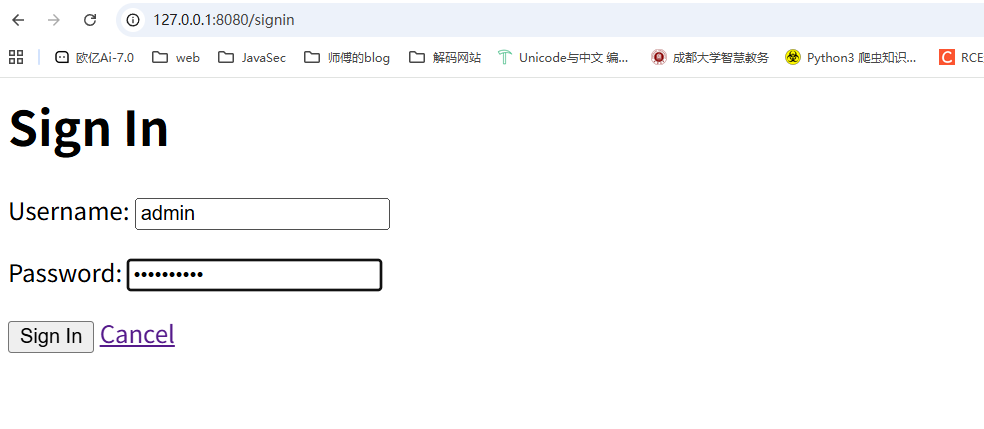 127.0.0.1:8080/signin
欧亿Ai-7.0 web JavaSec 师傅的blog 解码网站 Unicode与中文 编... 成都大学智慧教务 Python3 爬虫知识... C RCE
Sign In
Username: admin
Password: ••••••••••
Sign In Cancel